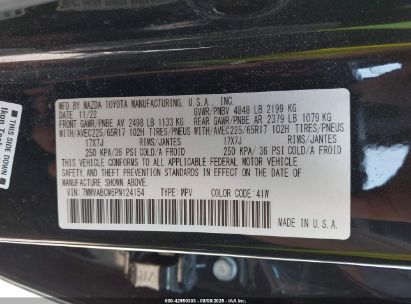 MFD. BY MAZDA TOYOTA MANUFACTURING, U.S.A., INC.
DATE: 11/22 GVWR/PNBV 4848 LB 2199 KG
FRONT GAWR/PNBE AV 2498 LB 1133 KG REAR GAWR/PNBE AR 2379 LB 1079 KG
WITH/AVEC225/65R17 102H TIRES/PNEUS WITH/AVEC225/65R17 102H TIRES/PNEUS
17X7J RIMS/JANTES 17X7J RIMS/JANTES
250 KPA/36 PSI COLD/A FROID 250 KPA/36 PSI COLD/A FROID
THIS VEHICLE CONFORMS TO ALL APPLICABLE FEDERAL MOTOR VEHICLE
SAFETY AND THEFT PREVENTION STANDARDS IN EFFECT ON THE DATE OF
MANUFACTURE SHOWN ABOVE.
VIN: 7MMVABCM6PN124154 TYPE: MPV COLOR CODE: 41W
THIS SIDE